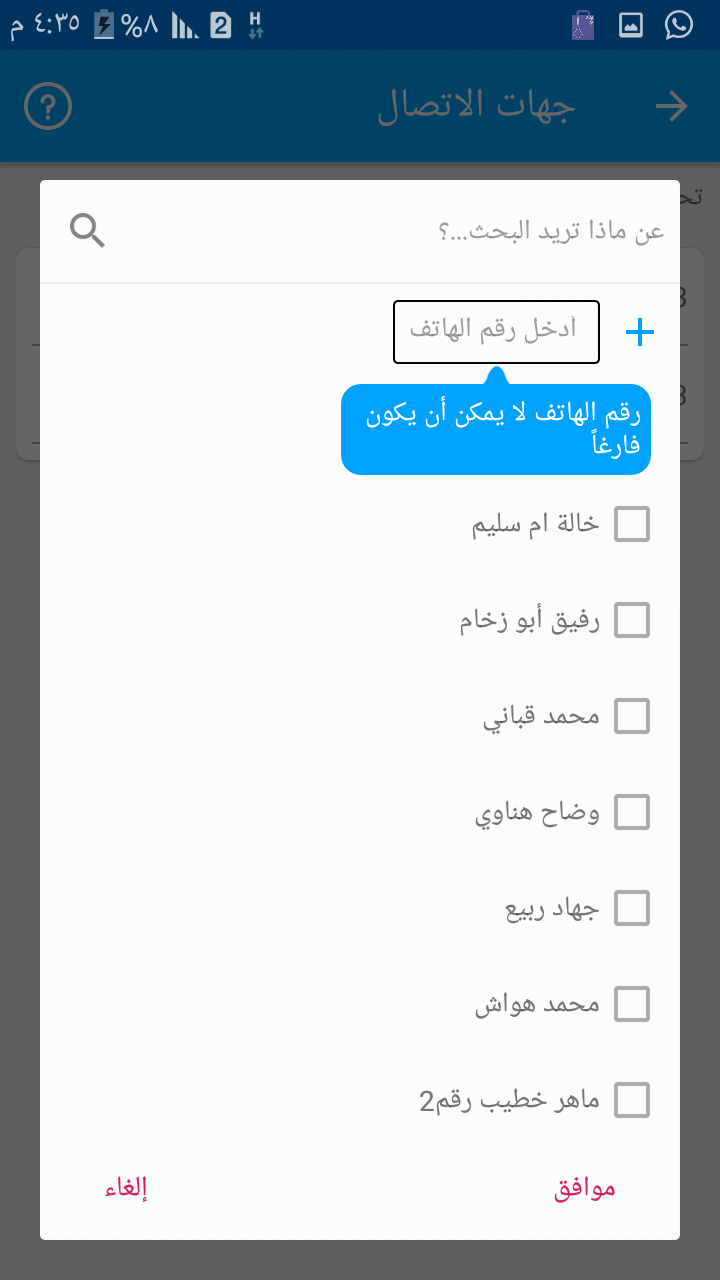 ٤:٣٥ م
%٨
2
H
جهات الاتصال
?
تح
عن ماذا تريد البحث...؟
أدخل رقم الهاتف
رقم الهاتف لا يمكن أن يكون
فارغاً
خالة ام سليم
رفيق أبو زخام
محمد قباني
وضاح هناوي
جهاد ربيع
محمد هواش
ماهر خطيب رقم2
موافق
إلغاء